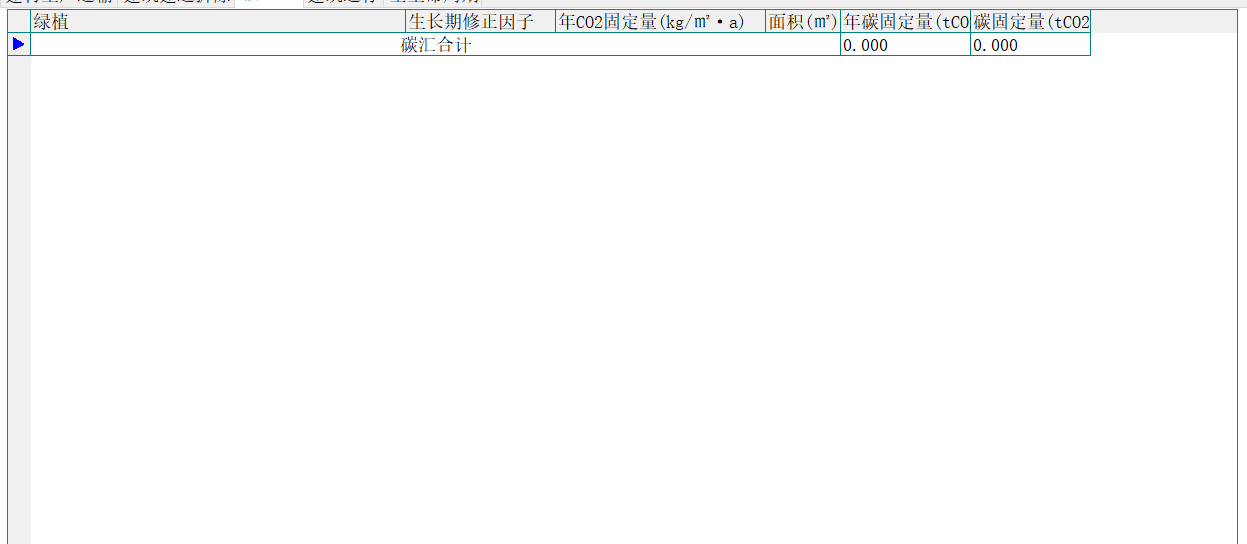 绿植 生长期修正因子 年CO2固定量(kg/㎡·a) 面积(㎡) 年碳固定量(tCO 碳固定量(tCO2
碳汇合计 0.000 0.000